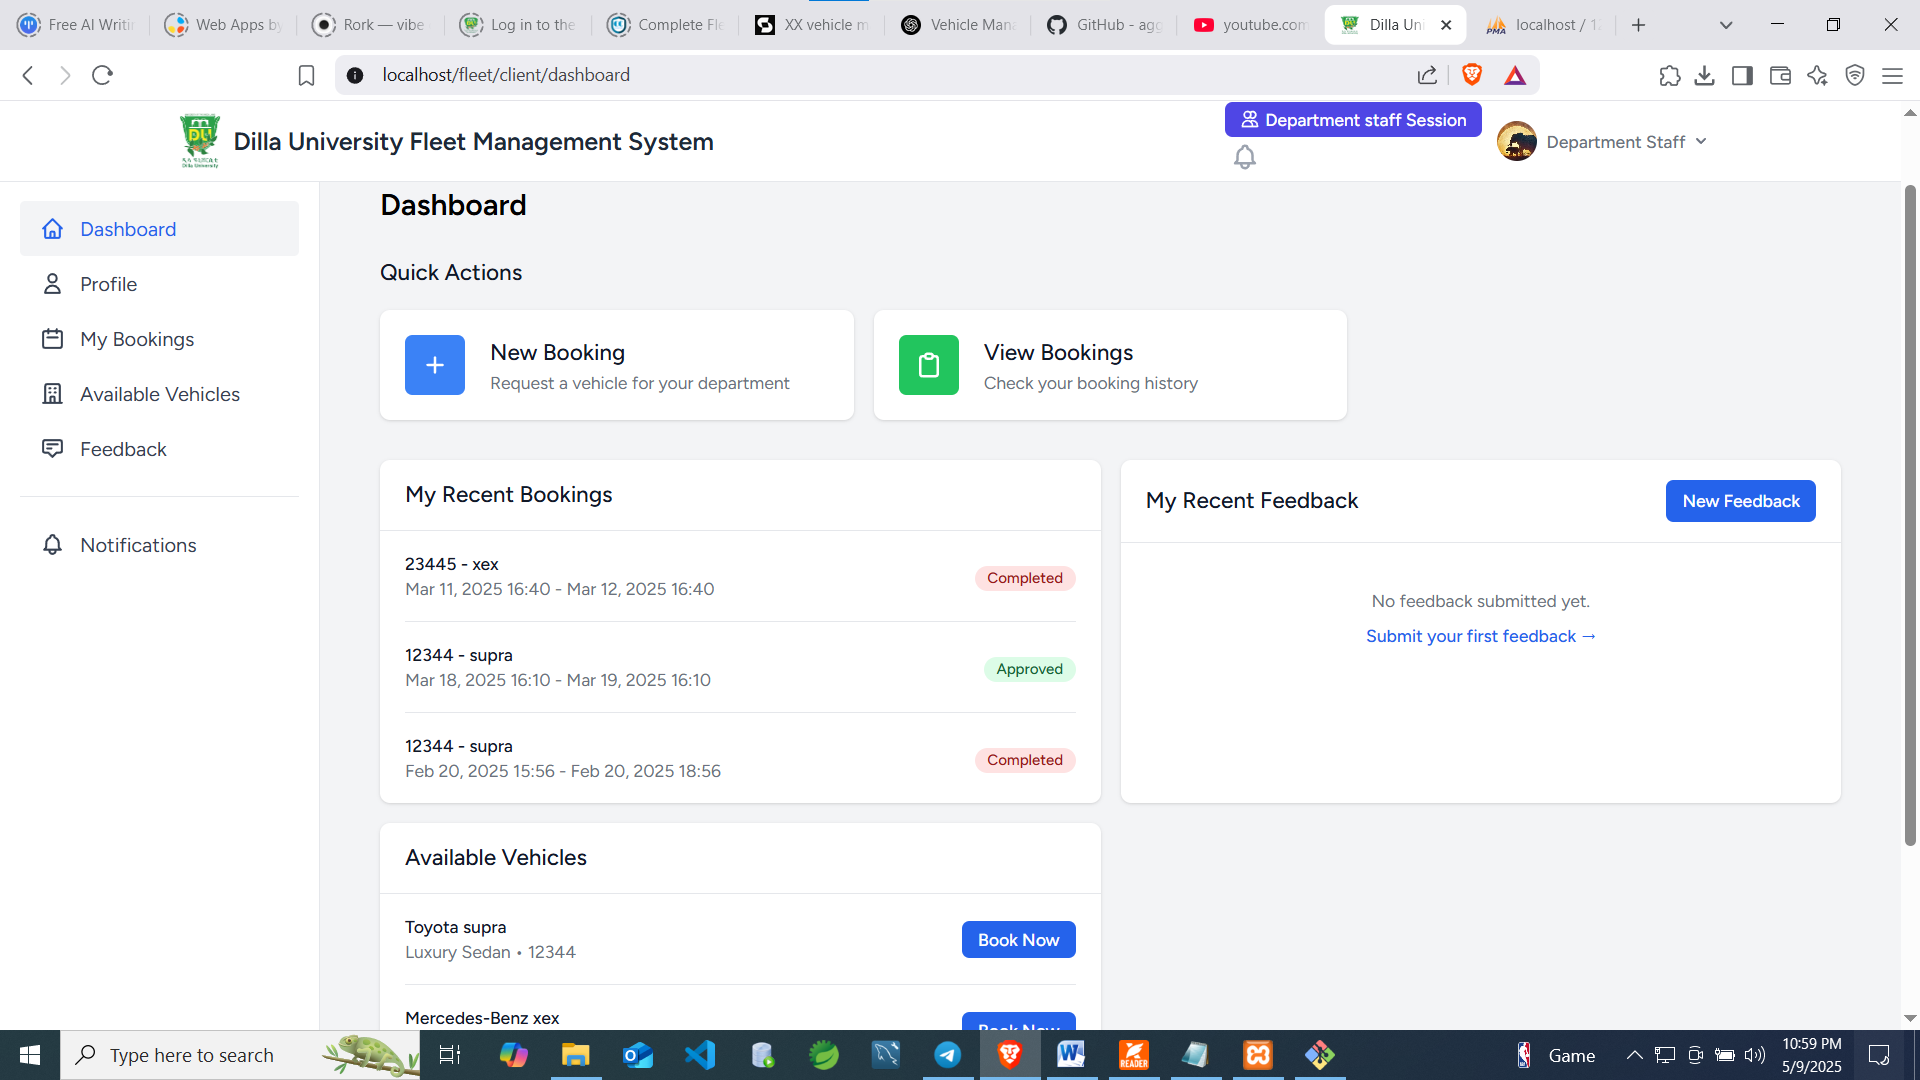 Free AI Writin
Web Apps by
Rork — vibe
Log in to the
Complete Fle
XX vehicle m
Vehicle Mana
GitHub - agg
youtube.com
Dilla Uni
localhost / 12
localhost/fleet/client/dashboard
Dilla University Fleet Management System
Department staff Session
Department Staff
Dashboard
Profile
My Bookings
Available Vehicles
Feedback
Notifications
Dashboard
Quick Actions
New Booking
Request a vehicle for your department
View Bookings
Check your booking history
My Recent Bookings
23445 - xex
Mar 11, 2025 16:40 - Mar 12, 2025 16:40
Completed
12344 - supra
Mar 18, 2025 16:10 - Mar 19, 2025 16:10
Approved
12344 - supra
Feb 20, 2025 15:56 - Feb 20, 2025 18:56
Completed
My Recent Feedback
New Feedback
No feedback submitted yet.
Submit your first feedback →
Available Vehicles
Toyota supra
Luxury Sedan • 12344
Book Now
Mercedes-Benz xex
Book Now
Type here to search
Game
10:59 PM
5/9/2025